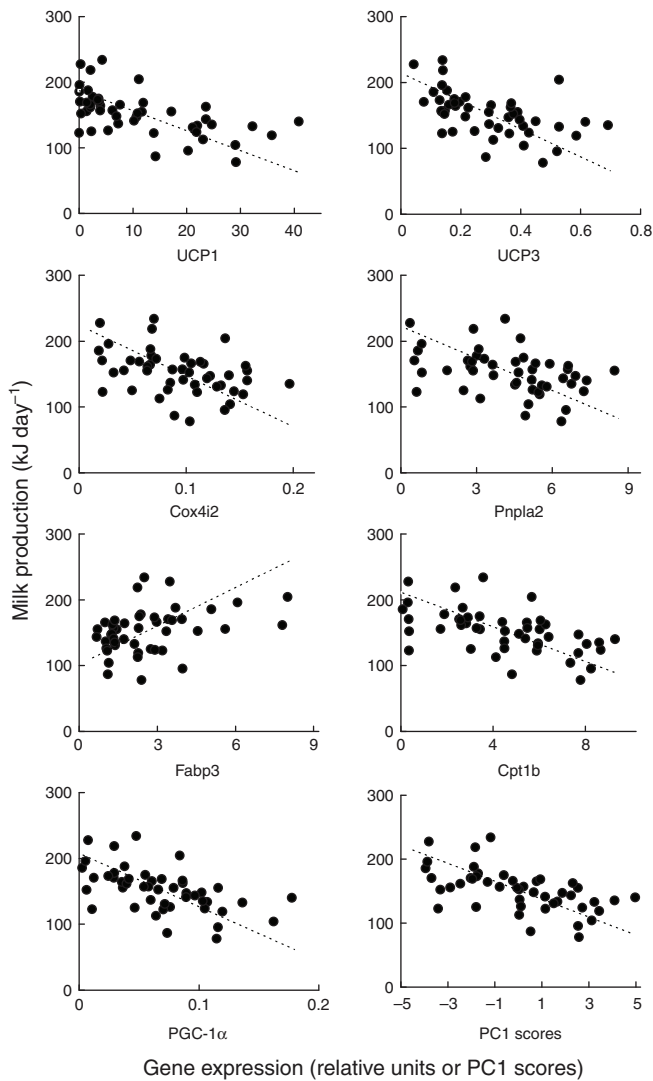 300
200
100
0
0 10 20 30 40
UCP1
300
200
100
0
0 0.2 0.4 0.6 0.8
UCP3
300
200
100
0
0 0.1 0.2
Cox4i2
300
200
100
0
0 3 6 9
Pnpla2
300
200
100
0
0 3 6 9
Fabp3
300
200
100
0
0 4 8
Cpt1b
300
200
100
0
0 0.1 0.2
PGC-1α
300
200
100
0
–5 –3 –1 1 3 5
PC1 scores
Milk production (kJ day⁻¹)
Gene expression (relative units or PC1 scores)